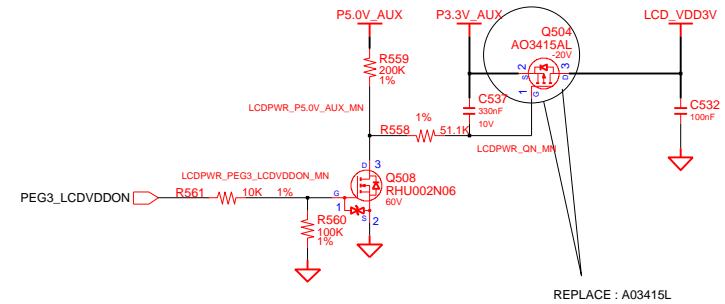 P5.0V_AUX
P3.3V_AUX
LCD_VDD3V
Q504
AO3415AL
-20V
R559
200K
1%
2
S
3
D
1
G
C537
330nF
10V
C532
100nF
LCDPWR_P5.0V_AUX_MN
1%
R558
51.1K
LCDPWR_QN_MN
D
3
Q508
RHU002N06
60V
LCDPWR_PEG3_LCDVDDON_MN
PEG3_LCDVDDON
R561
10K
1%
G
1
S
2
R560
100K
1%
REPLACE : A03415L